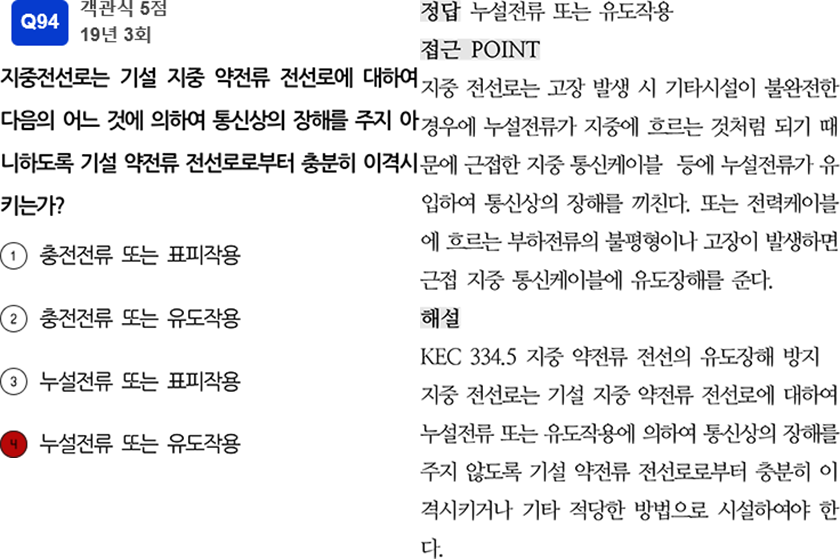 Q94
객관식 5점
19년 3회
지중전선로는 기설 지중 약전류 전선로에 대하여
다음의 어느 것에 의하여 통신상의 장해를 주지 아
니하도록 기설 약전류 전선로로부터 충분히 이격시
키는가?
1 충전전류 또는 표피작용
2 충전전류 또는 유도작용
3 누설전류 또는 표피작용
4 누설전류 또는 유도작용
정답 누설전류 또는 유도작용
접근 POINT
지중 전선로는 고장 발생 시 기타시설이 불완전한
경우에 누설전류가 지중에 흐르는 것처럼 되기 때
문에 근접한 지중 통신케이블 등에 누설전류가 유
입하여 통신상의 장해를 끼친다. 또는 전력케이블
에 흐르는 부하전류의 불평형이나 고장이 발생하면
근접 지중 통신케이블에 유도장해를 준다.
해설
KEC 334.5 지중 약전류 전선의 유도장해 방지
지중 전선로는 기설 지중 약전류 전선로에 대하여
누설전류 또는 유도작용에 의하여 통신상의 장해를
주지 않도록 기설 약전류 전선로로부터 충분히 이
격시키거나 기타 적당한 방법으로 시설하여야 한
다.